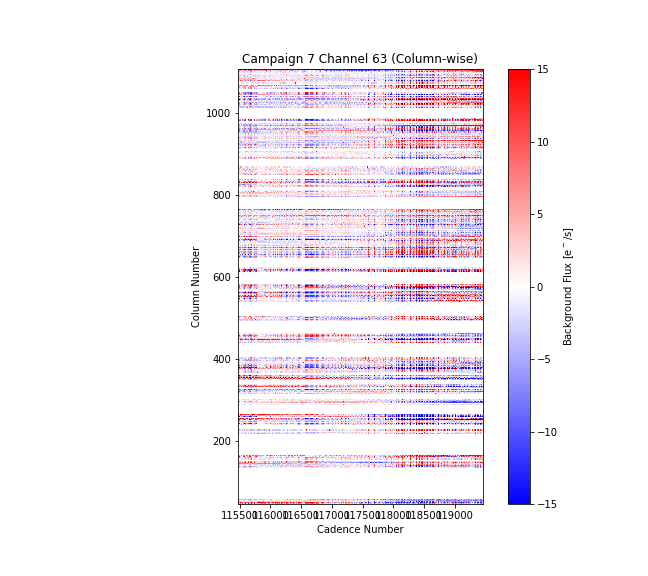 Campaign 7 Channel 63 (Column-wise)
1000
800
600
400
200
Column Number
115500 116000 116500 117000 117500 118000 118500 119000
Cadence Number
15
10
5
0
−5
−10
−15
Background Flux [e⁻/s]